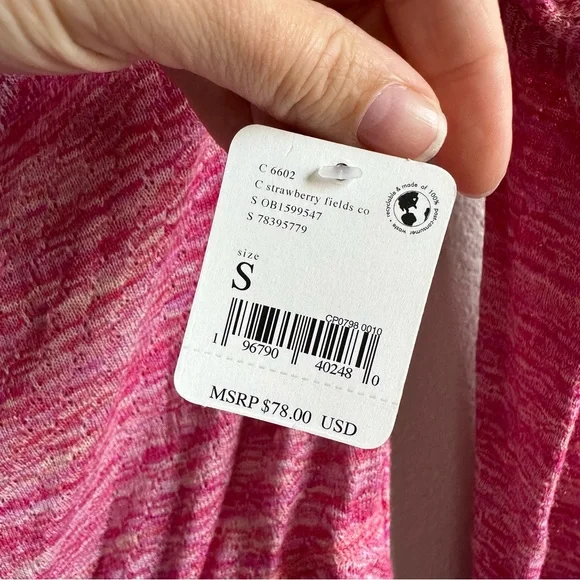 C 6602
C strawberry fields co
S OB1599547
S 78395779
recyclable & made of 100% post-consumer waste
size
S
CP0798 0010
1 96790 40248 0
MSRP $78.00 USD